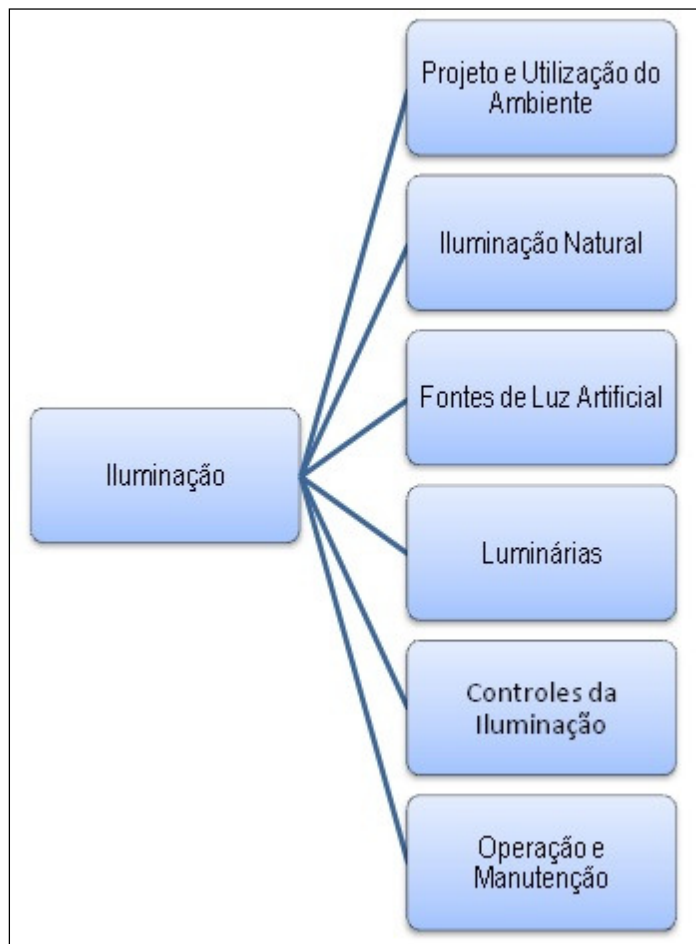 Projeto e Utilização do
Ambiente
Iluminação Natural
Fontes de Luz Artificial
Iluminação
Luminárias
Controles da
Iluminação
Operação e
Manutenção